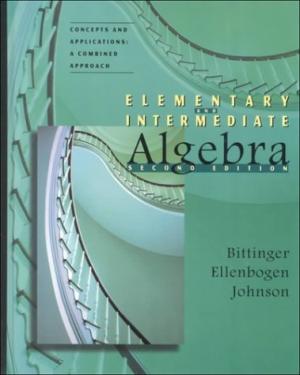 CONCEPTS AND
APPLICATIONS:
A COMBINED
APPROACH
ELEMENTARY
AND
INTERMEDIATE
Algebra
SECOND EDITION
Bittinger
Ellenbogen
Johnson